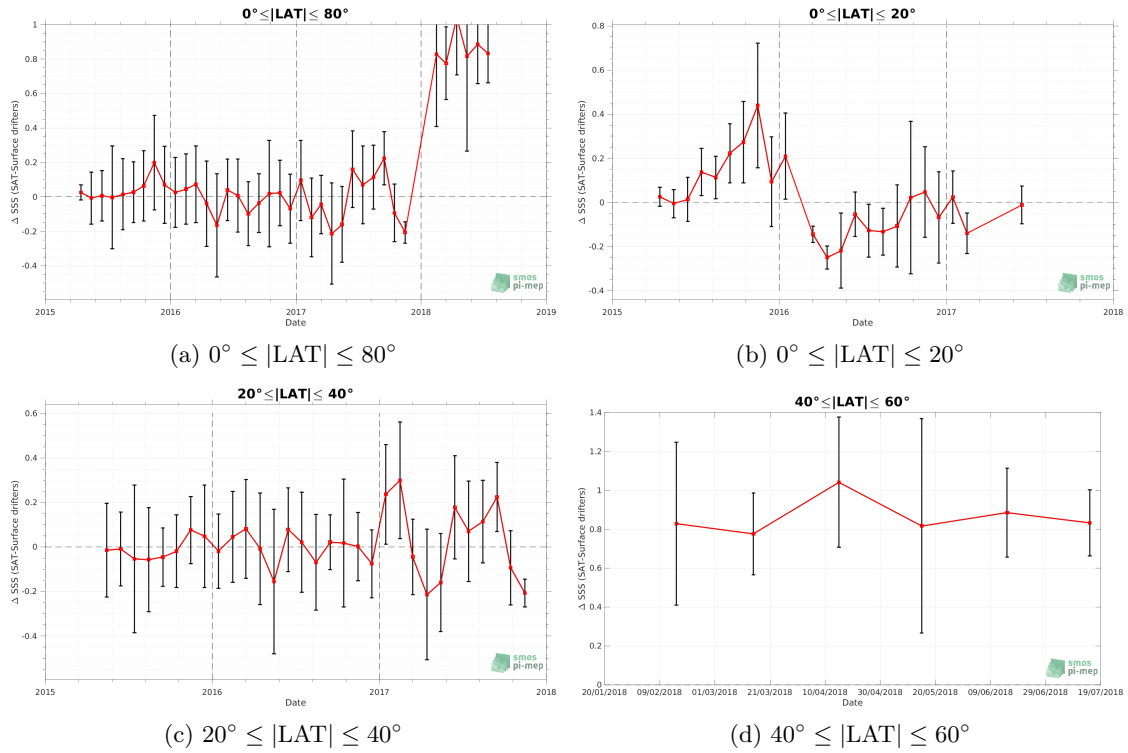 0°≤|LAT|≤ 80°
1
0.8
0.6
0.4
0.2
0
-0.2
-0.4
Δ SSS (SAT-Surface drifters)
2015
2016
2017
2018
2019
Date
smos
pi-mep
(a) 0° ≤ |LAT| ≤ 80°
0°≤|LAT|≤ 20°
0.8
0.6
0.4
0.2
0
-0.2
-0.4
Δ SSS (SAT-Surface drifters)
2015
2016
2017
2018
Date
smos
pi-mep
(b) 0° ≤ |LAT| ≤ 20°
20°≤|LAT|≤ 40°
0.6
0.4
0.2
0
-0.2
-0.4
Δ SSS (SAT-Surface drifters)
2015
2016
2017
2018
Date
smos
pi-mep
(c) 20° ≤ |LAT| ≤ 40°
40°≤|LAT|≤ 60°
1.4
1.2
1
0.8
0.6
0.4
0.2
0
Δ SSS (SAT-Surface drifters)
20/01/2018
09/02/2018
01/03/2018
21/03/2018
10/04/2018
30/04/2018
20/05/2018
09/06/2018
29/06/2018
19/07/2018
Date
smos
pi-mep
(d) 40° ≤ |LAT| ≤ 60°